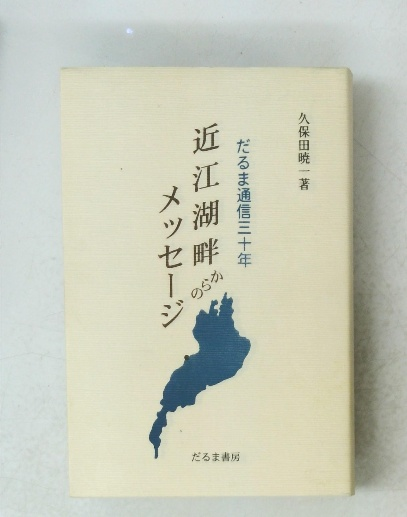 久保田暁一著
だるま通信三十年
近江湖畔からの
メッセージ
だるま書房